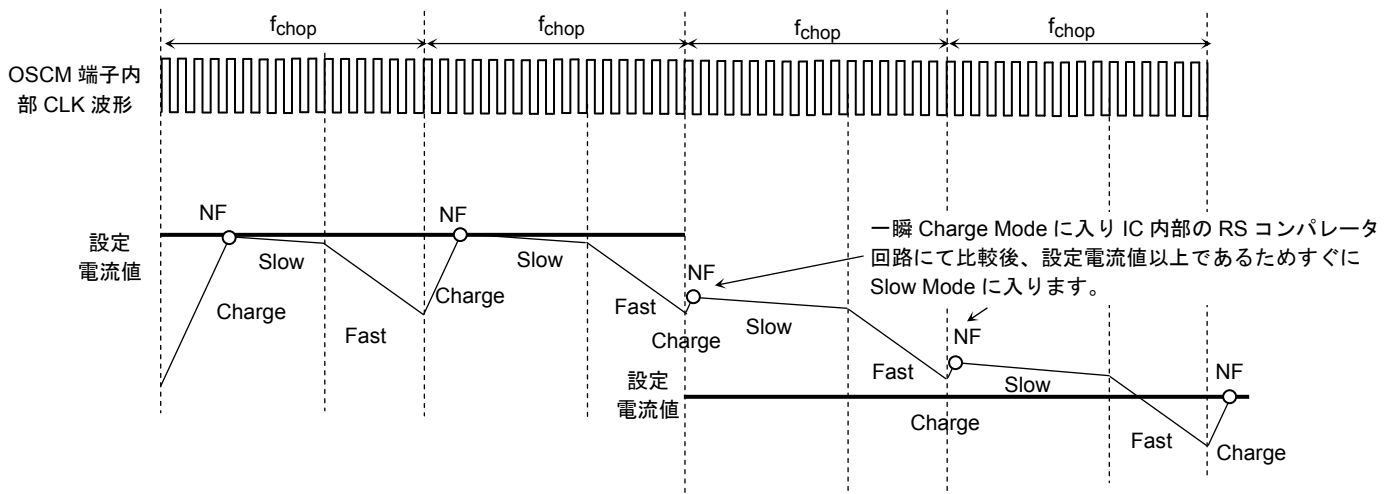 fchop
fchop
fchop
fchop
OSCM 端子内
部 CLK 波形
NF
NF
設定
電流値
Slow
Slow
Charge
Charge
Fast
Fast
一瞬 Charge Mode に入り IC 内部の RS コンパレータ
回路にて比較後、設定電流値以上であるためすぐに
Slow Mode に入ります。
NF
Charge
Slow
Fast
NF
Slow
設定
電流値
Charge
Fast
NF
Charge